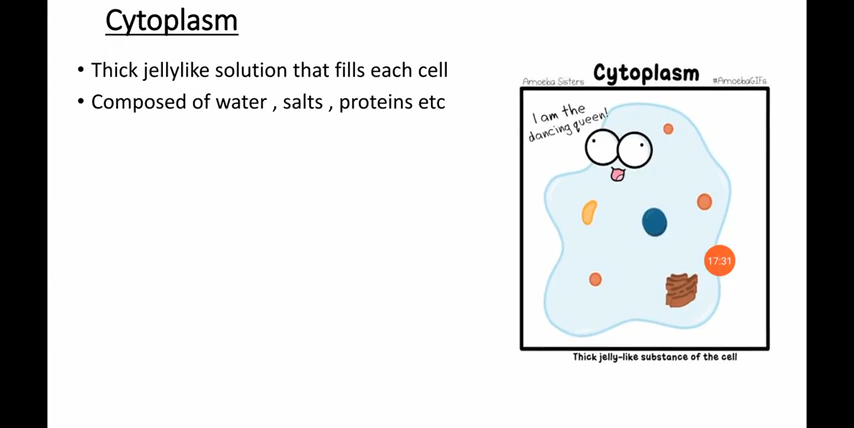 Cytoplasm
• Thick jellylike solution that fills each cell
• Composed of water , salts , proteins etc
Amoeba Sisters Cytoplasm #AmoebaGIFs
I am the
dancing queen!
17:31
Thick jelly-like substance of the cell